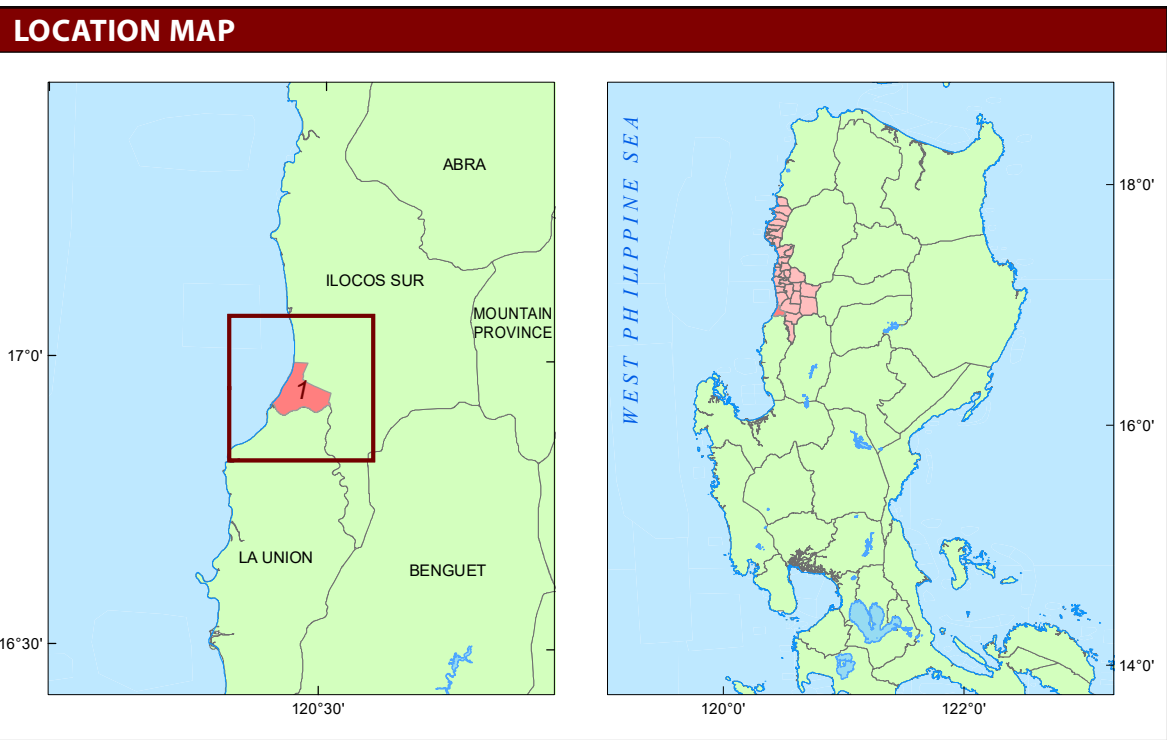 LOCATION MAP
ABRA
ILOCOS SUR
MOUNTAIN
PROVINCE
17°0'
1
LA UNION
BENGUET
16°30'
120°30'
WEST PHILIPPINE SEA
18°0'
16°0'
14°0'
120°0'
122°0'